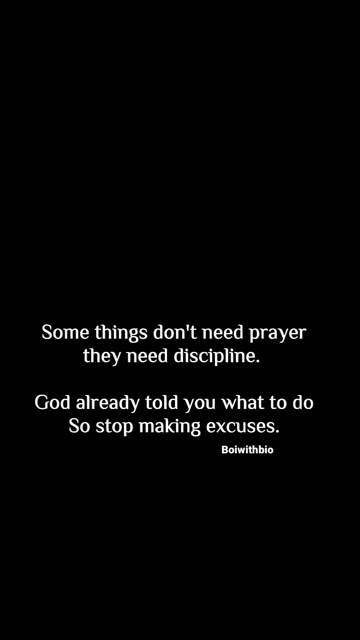 Some things don't need prayer
they need discipline.
God already told you what to do
So stop making excuses.
Boiwithbio